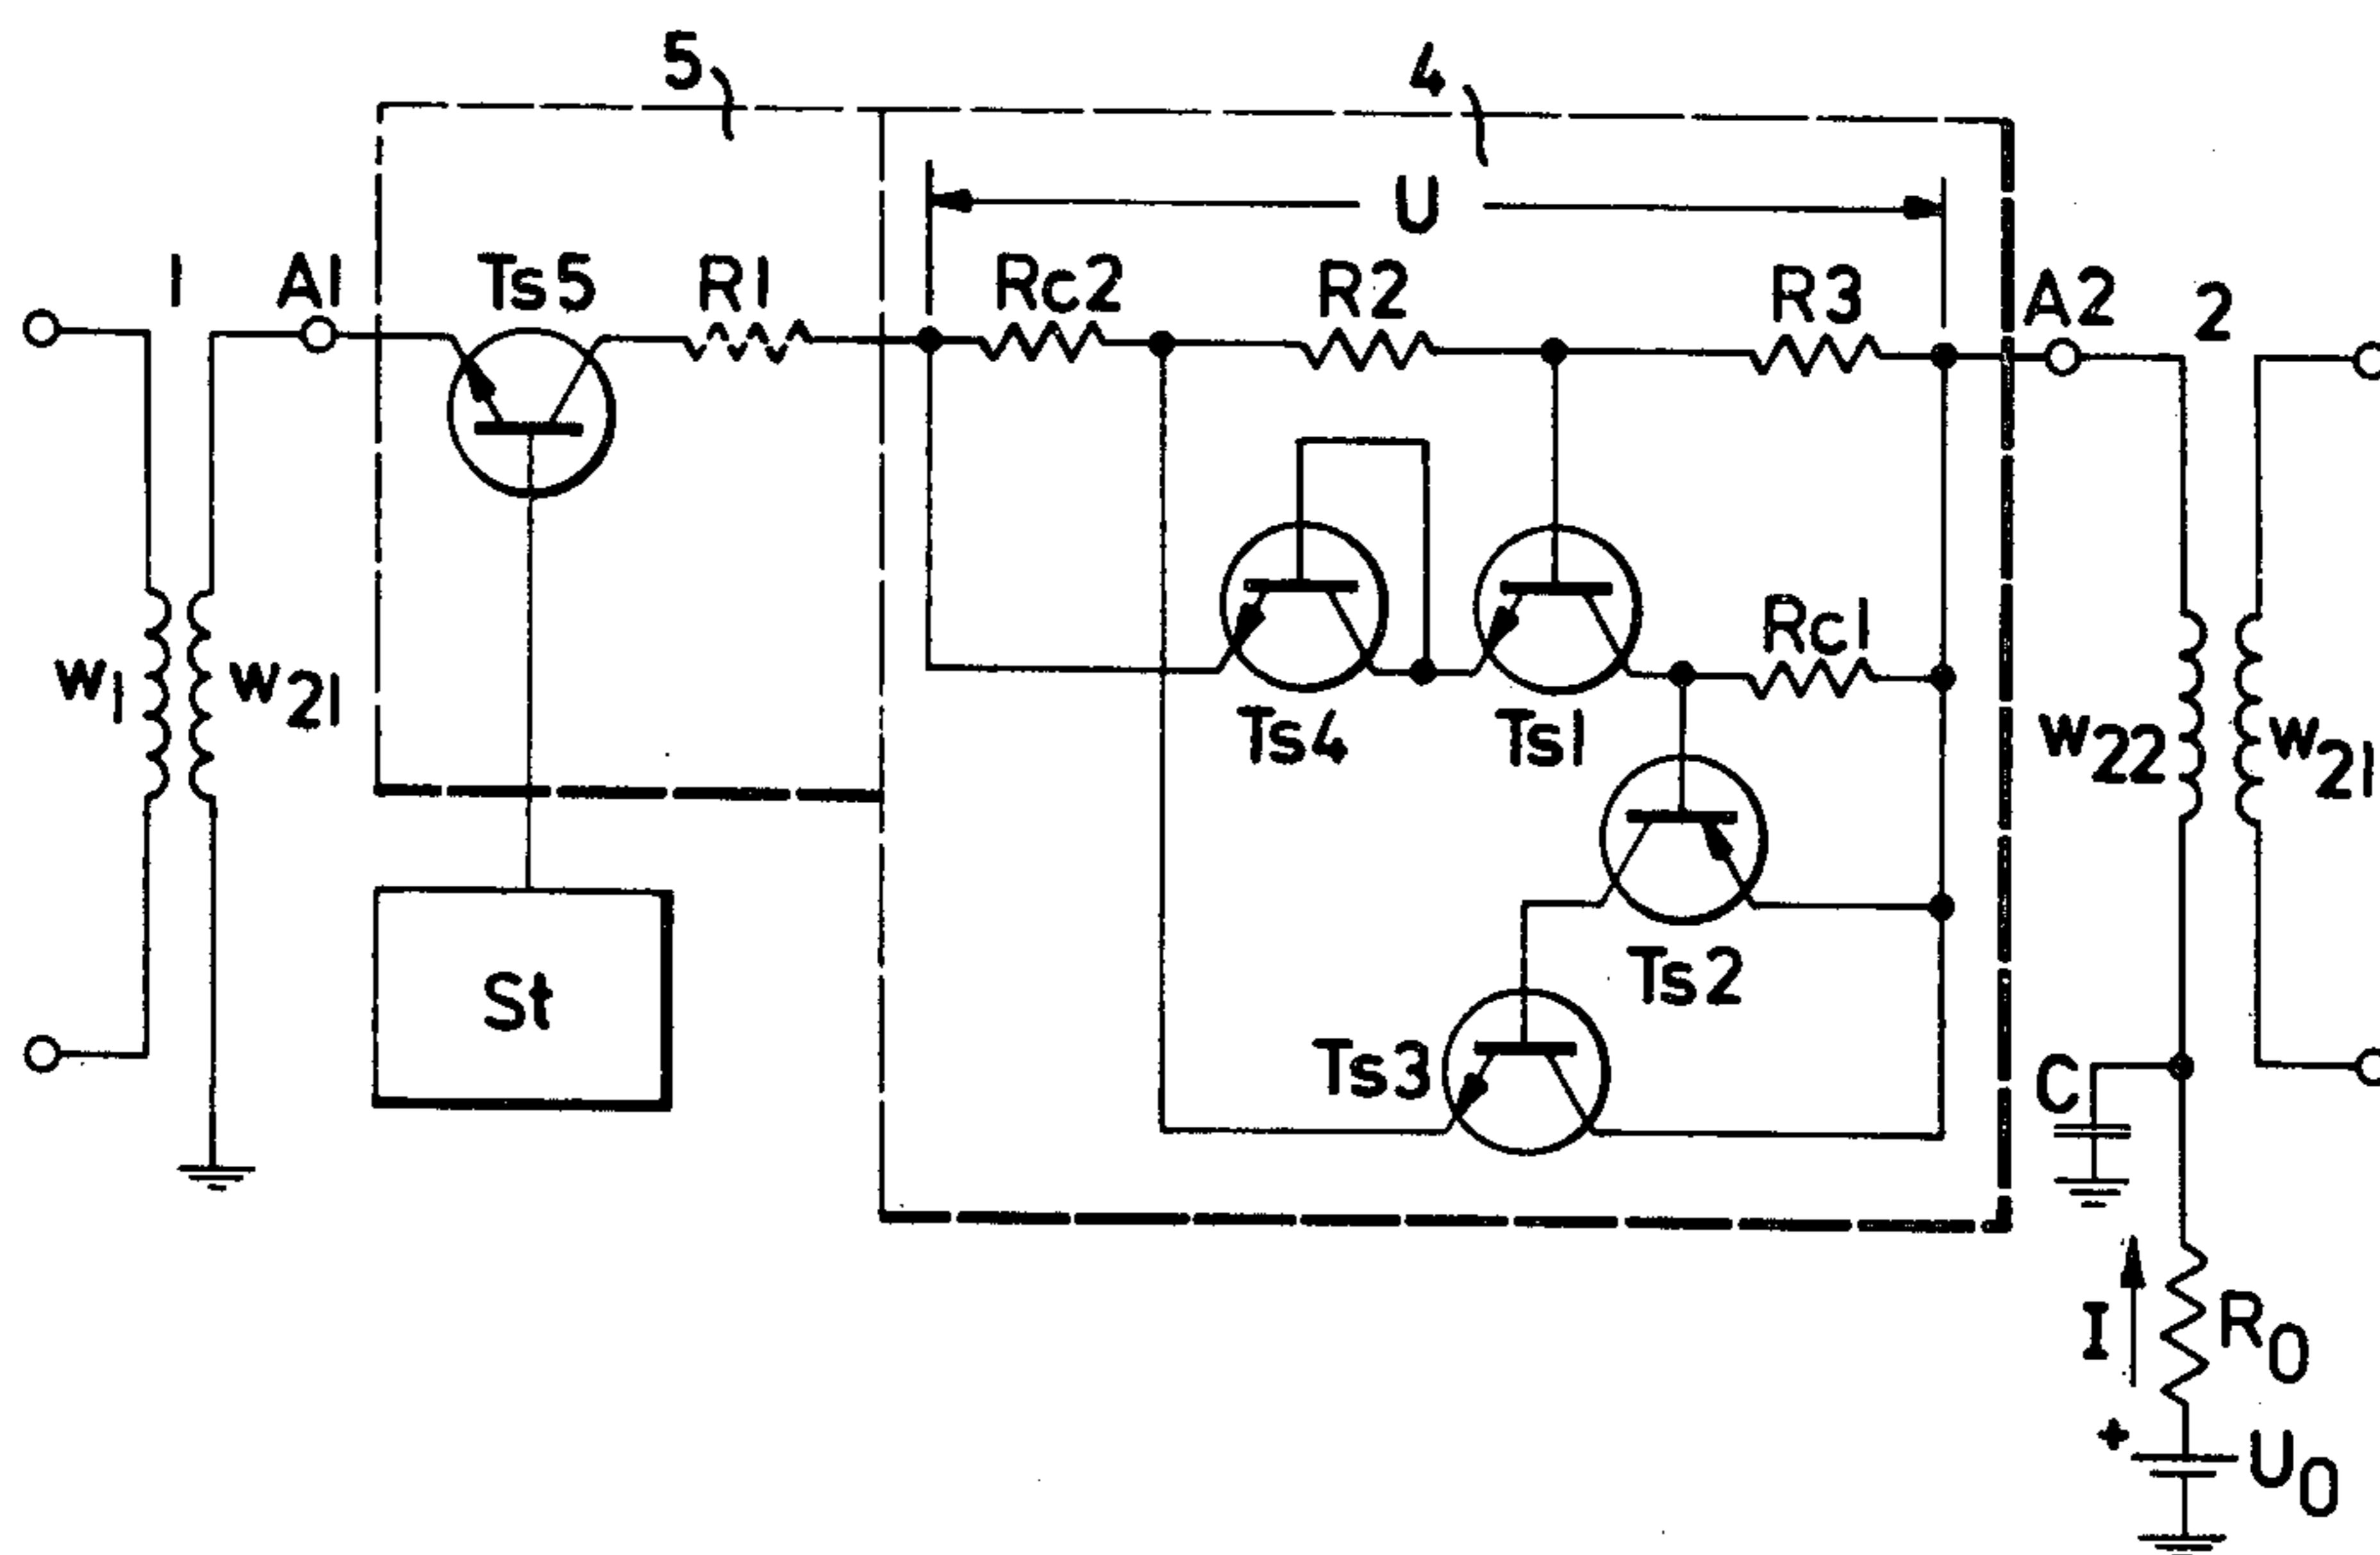 5
4
U
1 A1 Ts5 R1 Rc2 R2 R3 A2 2
Rc1
w1 w21 Ts4 Ts1 w22 w21
Ts2
St
Ts3
C
I R0
+ U0